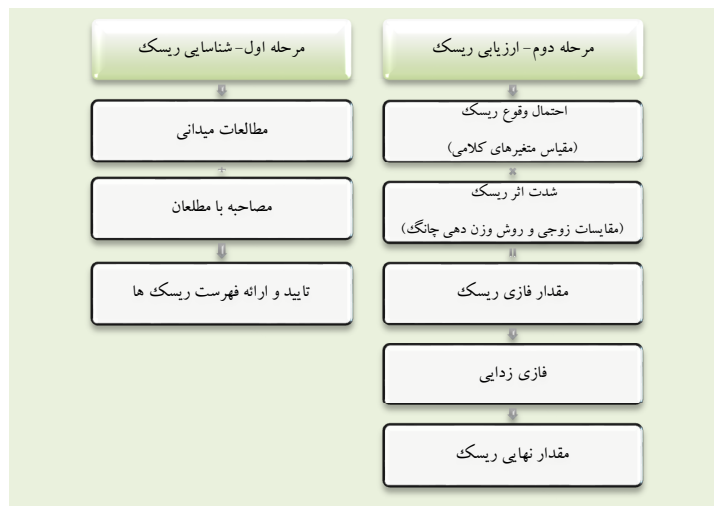 مرحله اول- شناسایی ریسک
مطالعات میدانی
مصاحبه با مطلعان
تایید و ارائه فهرست ریسک ها
مرحله دوم- ارزیابی ریسک
احتمال وقوع ریسک
(مقیاس متغیرهای کلامی)
شدت اثر ریسک
(مقایسات زوجی و روش وزن دهی چانگ)
مقدار فازی ریسک
فازی زدایی
مقدار نهایی ریسک